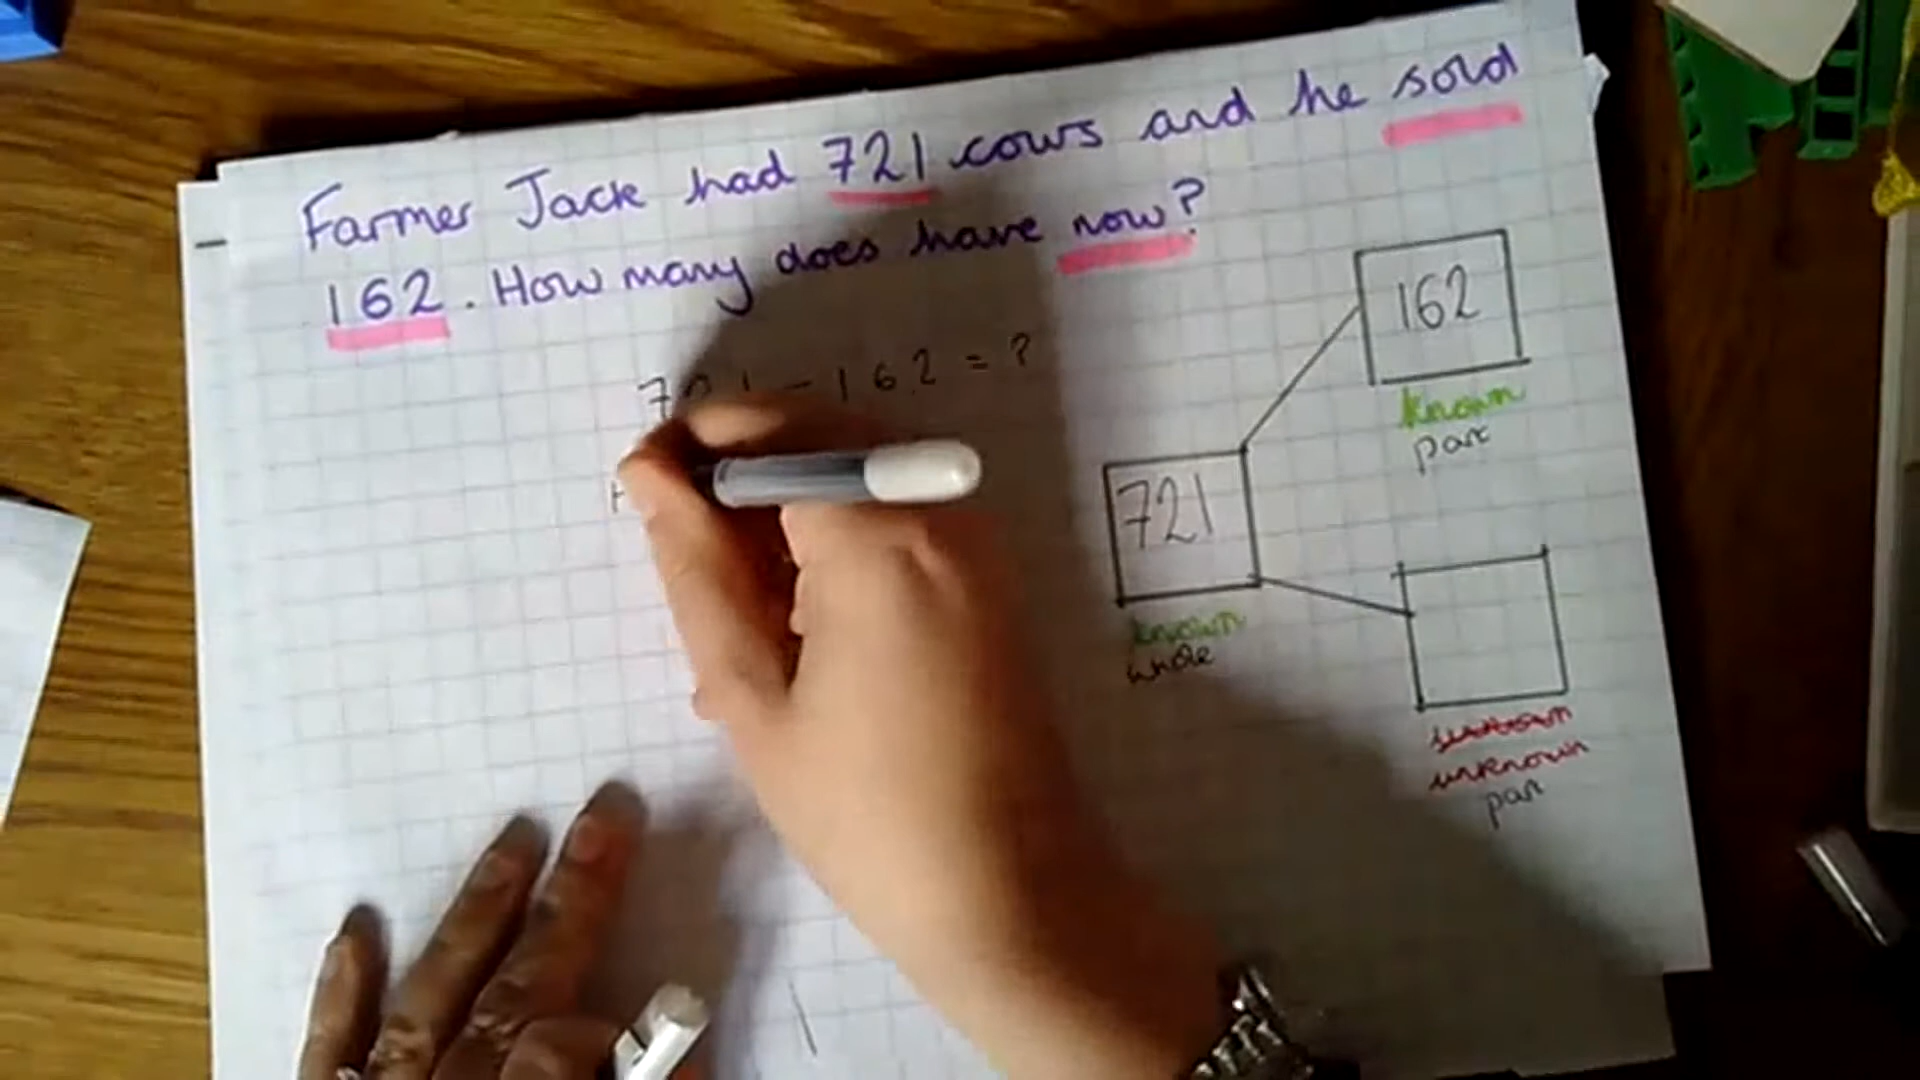 Farmer Jack had 721 cows and he sold
162. How many does have now?
721 - 162 = ?
H
162
known
part
721
known
whole
unknown
part